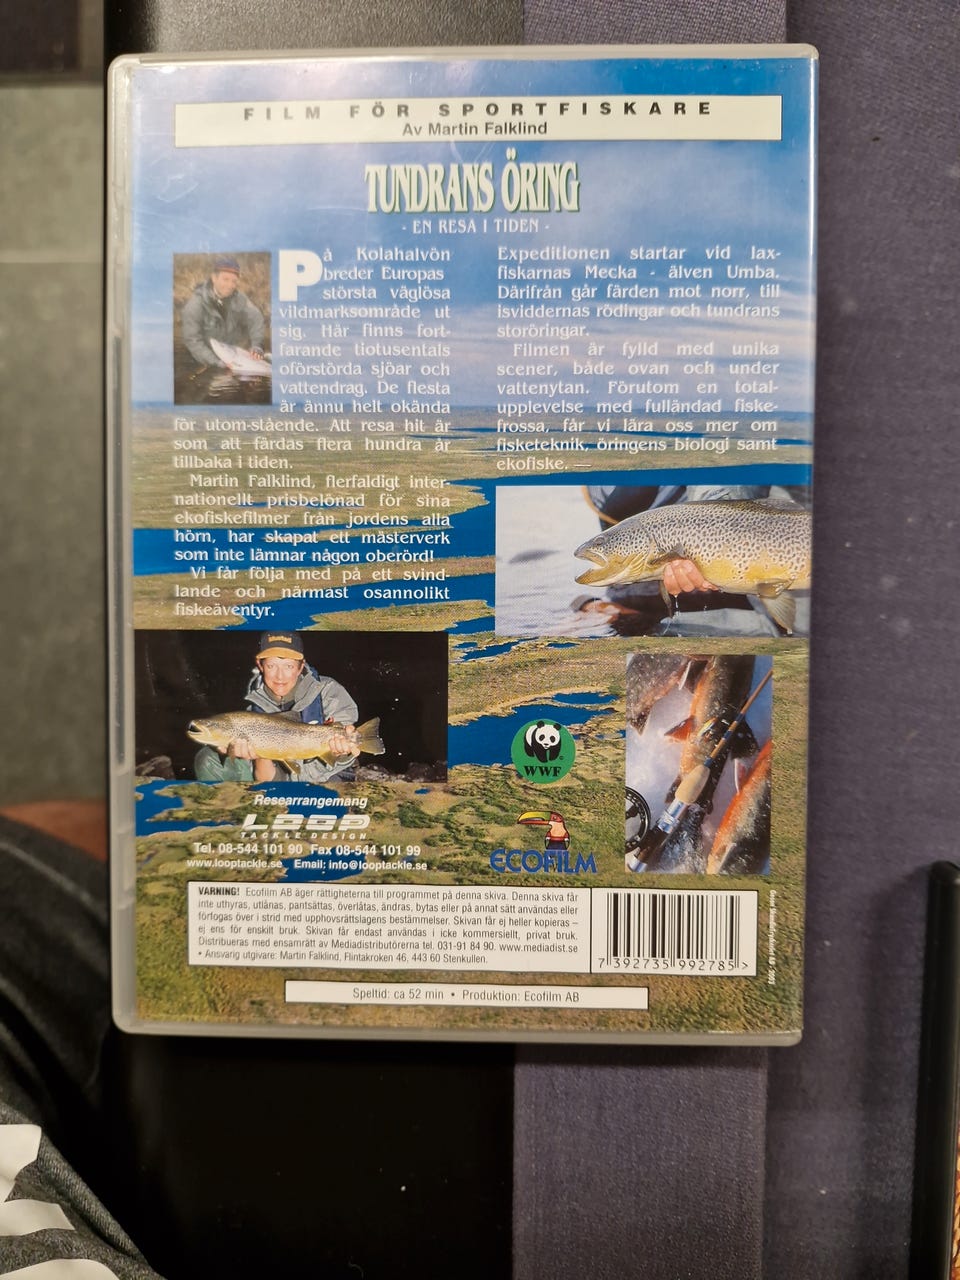 FILM FÖR SPORTFISKARE
Av Martin Falklind
TUNDRANS ÖRING
- EN RESA I TIDEN -
På Kolahalvön
breder Europas
största väglösa
vildmarksområde ut
sig. Här finns fort-
farande tiotusentals
oförstörda sjöar och
vattendrag. De flesta
är ännu helt okända
för utom-stående. Att resa hit är
som att färdas flera hundra år
tillbaka i tiden.
Martin Falklind, flerfaldigt inter-
nationellt prisbelönad för sina
ekofiskefilmer från jordens alla
hörn, har skapat ett mästerverk
som inte lämnar någon oberörd!
Vi får följa med på ett svind-
lande och närmast osannolikt
fiskeäventyr.
Expeditionen startar vid lax-
fiskarnas Mecka - älven Umba.
Därifrån går färden mot norr, till
isviddernas rödingar och tundrans
storöringar.
Filmen är fylld med unika
scener, både ovan och under
vattenytan. Förutom en total-
upplevelse med fulländad fiske-
frossa, får vi lära oss mer om
fisketeknik, öringens biologi samt
ekofiske. —
WWF
Researrangemang
LOOP
TACKLE DESIGN
Tel. 08-544 101 90 Fax 08-544 101 99
www.looptackle.se Email: info@looptackle.se
ECOFILM
VARNING! Ecofilm AB äger rättigheterna till programmet på denna skiva. Denna skiva får
inte uthyras, utlånas, pantsättas, överlåtas, ändras, bytas eller på annat sätt användas eller
förfogas över i strid med upphovsrättslagens bestämmelser. Skivan får ej heller kopieras –
ej ens för enskilt bruk. Skivan får endast användas i icke kommersiellt, privat bruk.
Distribueras med ensamrätt av Mediadistributörerna tel. 031-91 84 90. www.mediadist.se
• Ansvarig utgivare: Martin Falklind, Flintakroken 46, 443 60 Stenkullen.
7 392735 992785 >
Speltid: ca 52 min • Produktion: Ecofilm AB